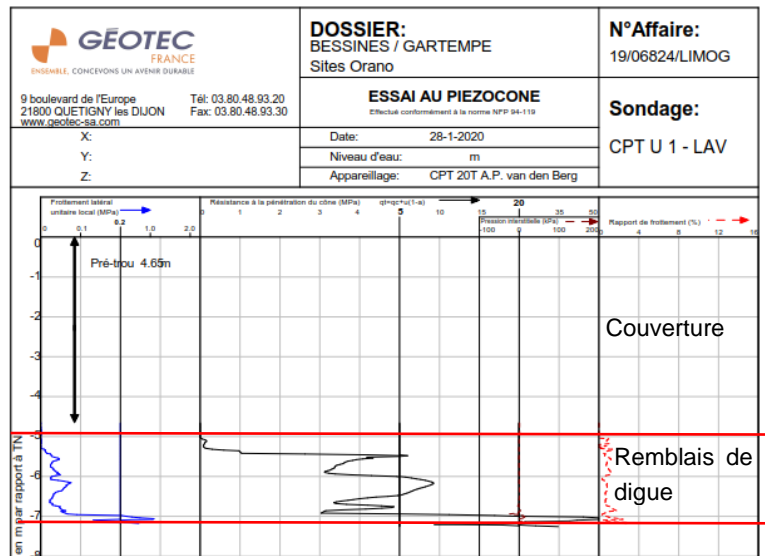 GÉOTEC
FRANCE
ENSEMBLE, CONCEVONS UN AVENIR DURABLE
9 boulevard de l'Europe Tél: 03.80.48.93.20
21800 QUETIGNY les DIJON Fax: 03.80.48.93.30
www.geotec-sa.com
DOSSIER:
BESSINES / GARTEMPE
Sites Orano
N°Affaire:
19/06824/LIMOG
ESSAI AU PIEZOCONE
Effectué conformément à la norme NFP 94-119
Sondage:
CPT U 1 - LAV
X:
Y:
Z:
Date: 28-1-2020
Niveau d'eau: m
Appareillage: CPT 20T A.P. van den Berg
Frottement latéral
unitaire local (MPa)
0 0.1 0.2 1.0 2.0
Résistance à la pénétration du cône (MPa) qt=qc+u(1-a)
0 1 2 3 4 5 10 15 20 35 50
Pression interstitielle (kPa)
-100 0 100 200
Rapport de frottement (%)
0 4 8 12 16
0
Pré-trou 4.65m
-1
-2
Couverture
-3
-4
-5
Remblais de
digue
-6
-7
-8
en m par rapport à TN